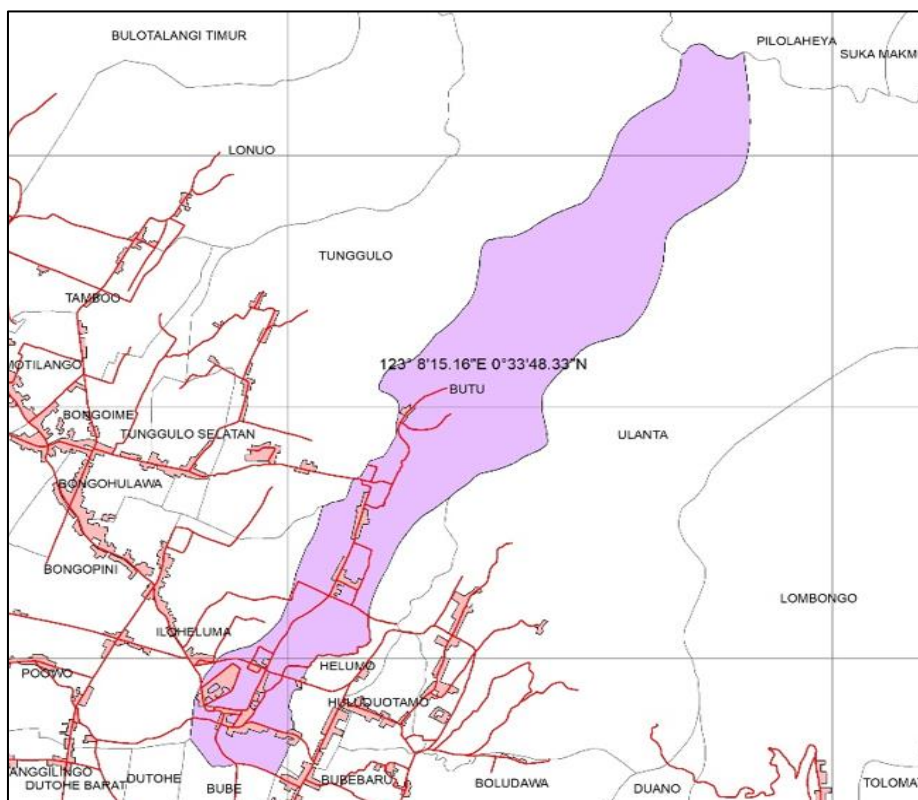 BULOTALANGI TIMUR
PILOLAHEYA
SUKA MAKM
LONUO
TUNGGULO
TAMBOO
123° 8'15.16"E 0°33'48.33"N
MOTILANGO
BUTU
BONGOIME
TUNGGULO SELATAN
ULANTA
BONGOHULAWA
BONGOPINI
LOMBONGO
ILOHELUMA
HELUMO
POOWO
HULUQUOTAMO
ANGGILINGO
DUTOHE
DUTOHE BARAT
BUBE
BUBEBARU
BOLUDAWA
DUANO
TOLOMA